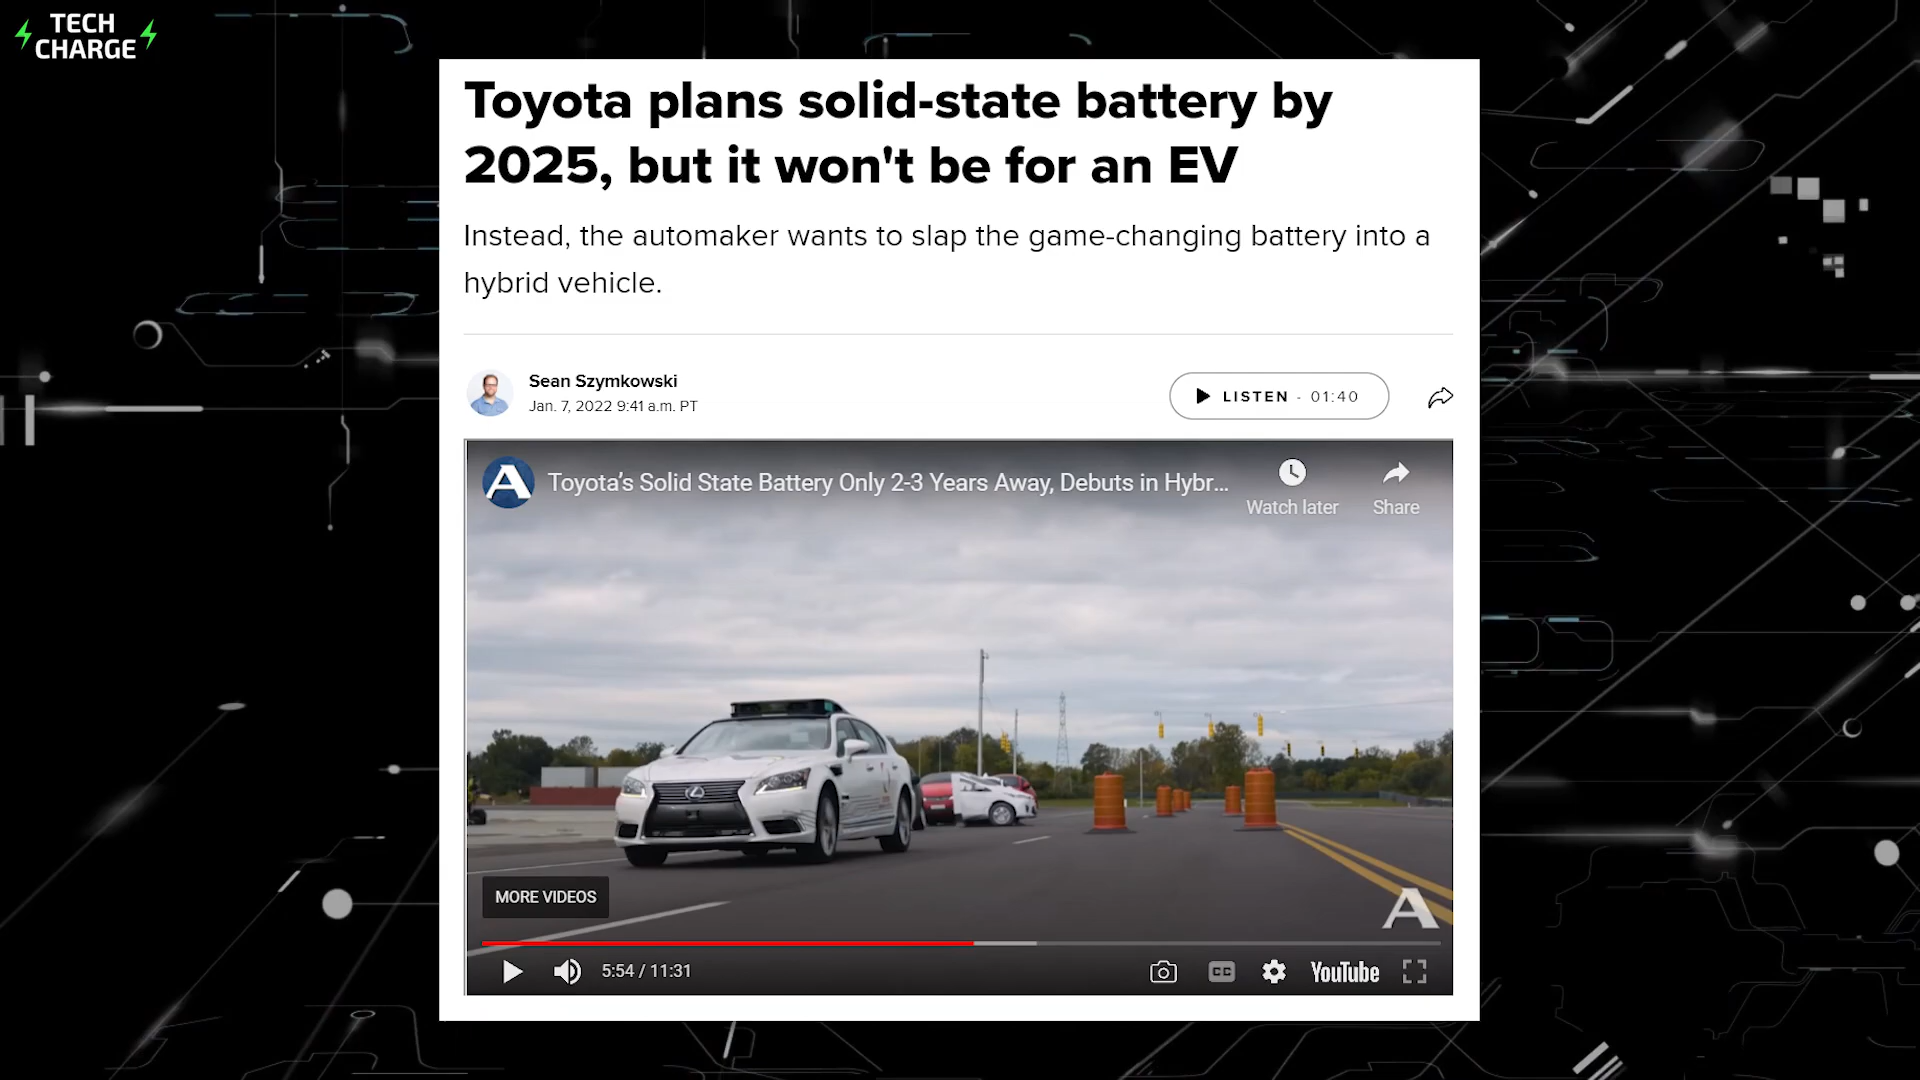 TECH
CHARGE
Toyota plans solid-state battery by
2025, but it won't be for an EV
Instead, the automaker wants to slap the game-changing battery into a
hybrid vehicle.
Sean Szymkowski
Jan. 7, 2022 9:41 a.m. PT
LISTEN - 01:40
A Toyota's Solid State Battery Only 2-3 Years Away, Debuts in Hybr...
Watch later
Share
MORE VIDEOS
A
5:54 / 11:31
CC
YouTube